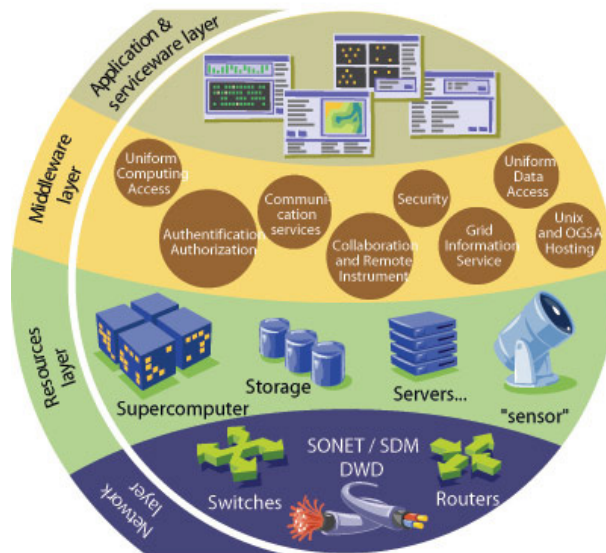 Application &
serviceware layer
Middleware
layer
Uniform
Computing
Access
Authentification
Authorization
Communi-
cation
services
Collaboration
and Remote
Instrument
Security
Grid
Information
Service
Uniform
Data
Access
Unix
and OGSA
Hosting
Resources
layer
Supercomputer
Storage
Servers...
"sensor"
Network
layer
Switches
SONET / SDM
DWD
Routers